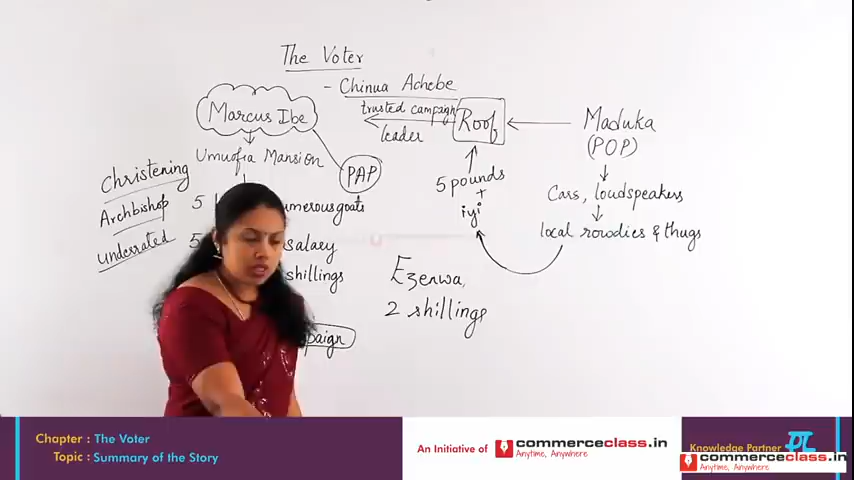 The Voter
- Chinua Achebe
Marcus Ibe
trusted campaign
leader
Roof
Maduka
(POP)
Umuofia Mansion
PAP
5 pounds
+
iyi
Cars, loudspeakers
local rowdies & thugs
Christening
Archbishop
underrated
5
numerous goats
5
salary
shillings
Ezenwa,
2 shillings
paign
Chapter : The Voter
Topic : Summary of the Story
An Initiative of commerceclass.in
Anytime, Anywhere
Knowledge Partner
commerceclass.in
Anytime, Anywhere